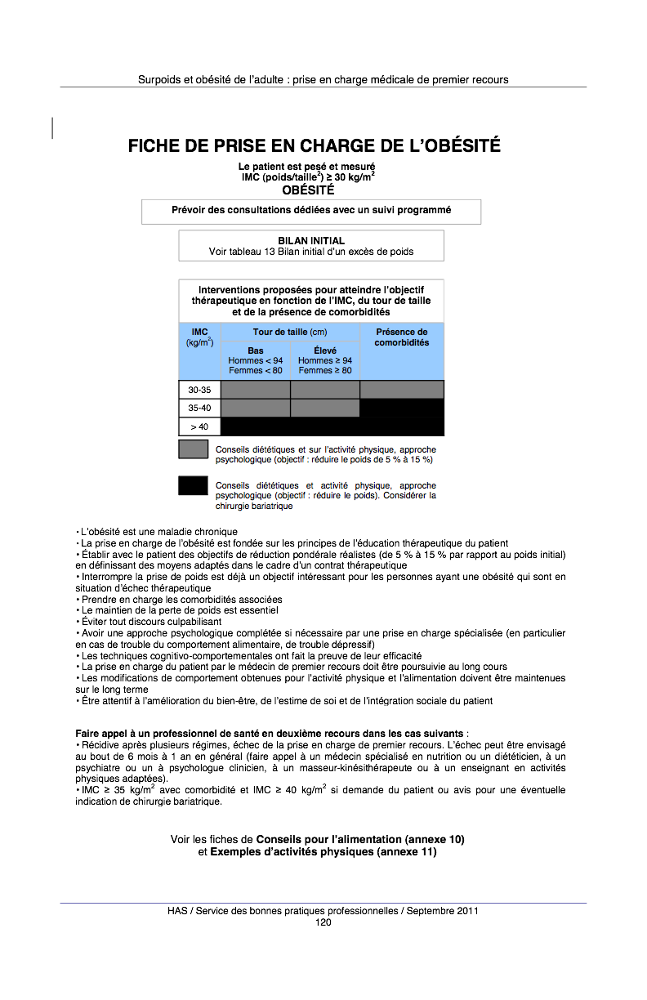 Surpoids et obésité de l’adulte : prise en charge médicale de premier recours
FICHE DE PRISE EN CHARGE DE L’OBÉSITÉ
Le patient est pesé et mesuré
IMC (poids/taille²) ≥ 30 kg/m²
OBÉSITÉ
Prévoir des consultations dédiées avec un suivi programmé
BILAN INITIAL
Voir tableau 13 Bilan initial d’un excès de poids
Interventions proposées pour atteindre l’objectif
thérapeutique en fonction de l’IMC, du tour de taille
et de la présence de comorbidités
IMC
(kg/m²)
Tour de taille (cm)
Présence de
comorbidités
Bas
Hommes < 94
Femmes < 80
Élevé
Hommes ≥ 94
Femmes ≥ 80
30-35
35-40
> 40
Conseils diététiques et sur l’activité physique, approche
psychologique (objectif : réduire le poids de 5 % à 15 %)
Conseils diététiques et activité physique, approche
psychologique (objectif : réduire le poids). Considérer la
chirurgie bariatrique
• L’obésité est une maladie chronique
• La prise en charge de l’obésité est fondée sur les principes de l’éducation thérapeutique du patient
• Établir avec le patient des objectifs de réduction pondérale réalistes (de 5 % à 15 % par rapport au poids initial)
en définissant des moyens adaptés dans le cadre d’un contrat thérapeutique
• Interrompre la prise de poids est déjà un objectif intéressant pour les personnes ayant une obésité qui sont en
situation d’échec thérapeutique
• Prendre en charge les comorbidités associées
• Le maintien de la perte de poids est essentiel
• Éviter tout discours culpabilisant
• Avoir une approche psychologique complétée si nécessaire par une prise en charge spécialisée (en particulier
en cas de trouble du comportement alimentaire, de trouble dépressif)
• Les techniques cognitivo-comportementales ont fait la preuve de leur efficacité
• La prise en charge du patient par le médecin de premier recours doit être poursuivie au long cours
• Les modifications de comportement obtenues pour l’activité physique et l’alimentation doivent être maintenues
sur le long terme
• Être attentif à l’amélioration du bien-être, de l’estime de soi et de l’intégration sociale du patient
Faire appel à un professionnel de santé en deuxième recours dans les cas suivants :
• Récidive après plusieurs régimes, échec de la prise en charge de premier recours. L’échec peut être envisagé
au bout de 6 mois à 1 an en général (faire appel à un médecin spécialisé en nutrition ou un diététicien, à un
psychiatre ou un à psychologue clinicien, à un masseur-kinésithérapeute ou à un enseignant en activités
physiques adaptées).
• IMC ≥ 35 kg/m² avec comorbidité et IMC ≥ 40 kg/m² si demande du patient ou avis pour une éventuelle
indication de chirurgie bariatrique.
Voir les fiches de Conseils pour l’alimentation (annexe 10)
et Exemples d’activités physiques (annexe 11)
HAS / Service des bonnes pratiques professionnelles / Septembre 2011
120